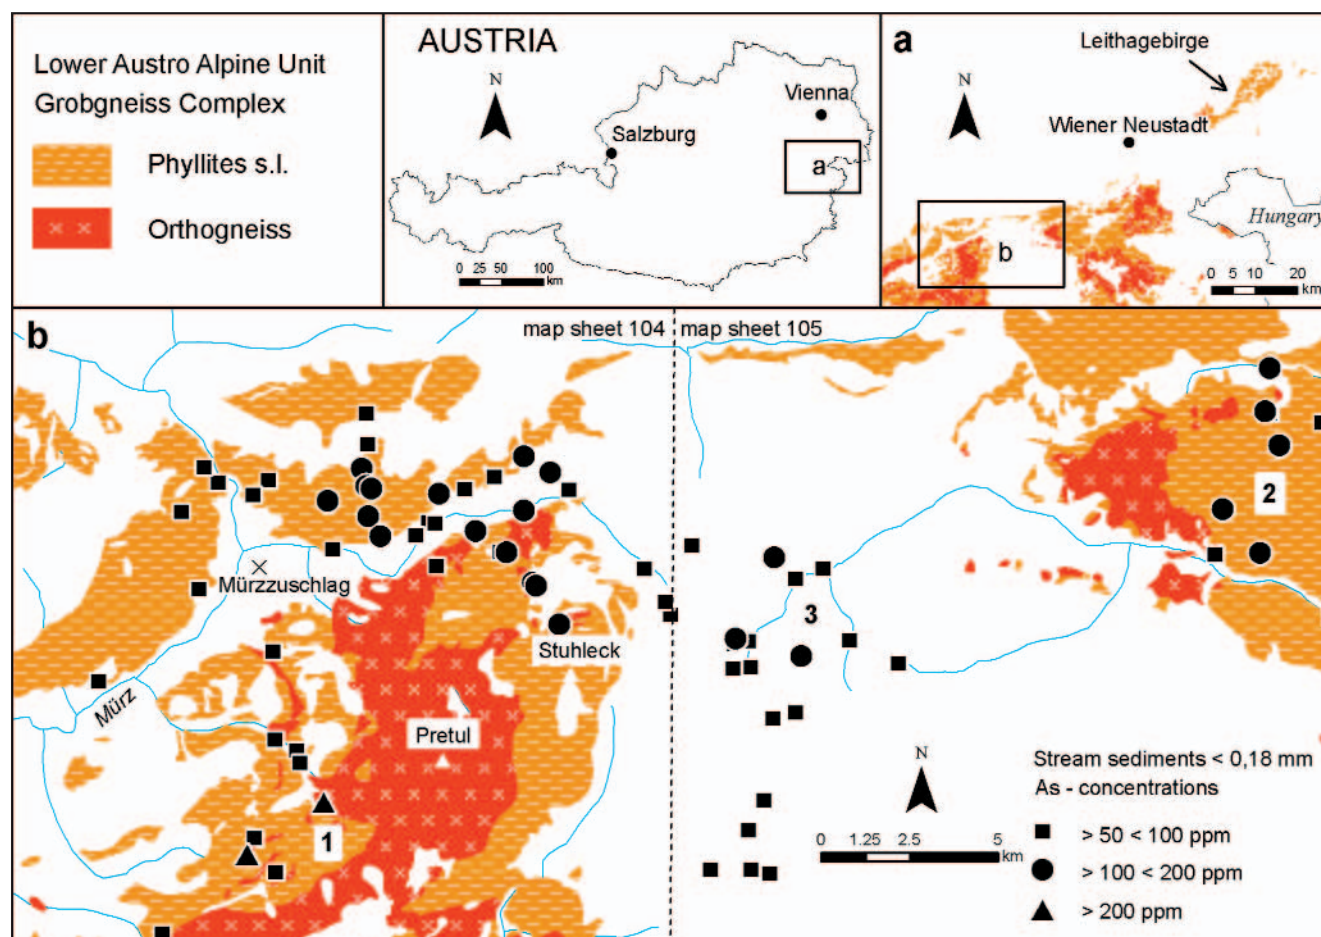 Lower Austro Alpine Unit
Grobgneiss Complex
Phyllites s.l.
Orthogneiss
AUSTRIA
N
Vienna
Salzburg
a
0 25 50 100
km
a
Leithagebirge
N
Wiener Neustadt
Hungary
b
0 5 10 20
km
b
map sheet 104
map sheet 105
2
Mürzzuschlag
3
Stuhleck
Mürz
Pretul
1
N
0 1.25 2.5 5
km
Stream sediments < 0,18 mm
As - concentrations
> 50 < 100 ppm
> 100 < 200 ppm
> 200 ppm